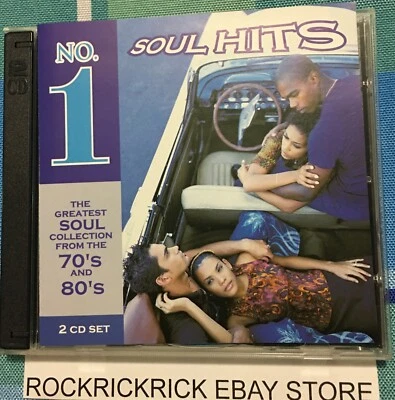 NO.
1
SOUL HITS
THE
GREATEST
SOUL
COLLECTION
FROM THE
70's
AND
80's
2 CD SET
ROCKRICKRICK EBAY STORE